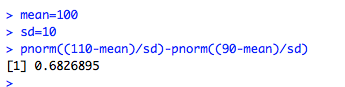 > mean=100
> sd=10
> pnorm((110-mean)/sd)-pnorm((90-mean)/sd)
[1] 0.6826895
>